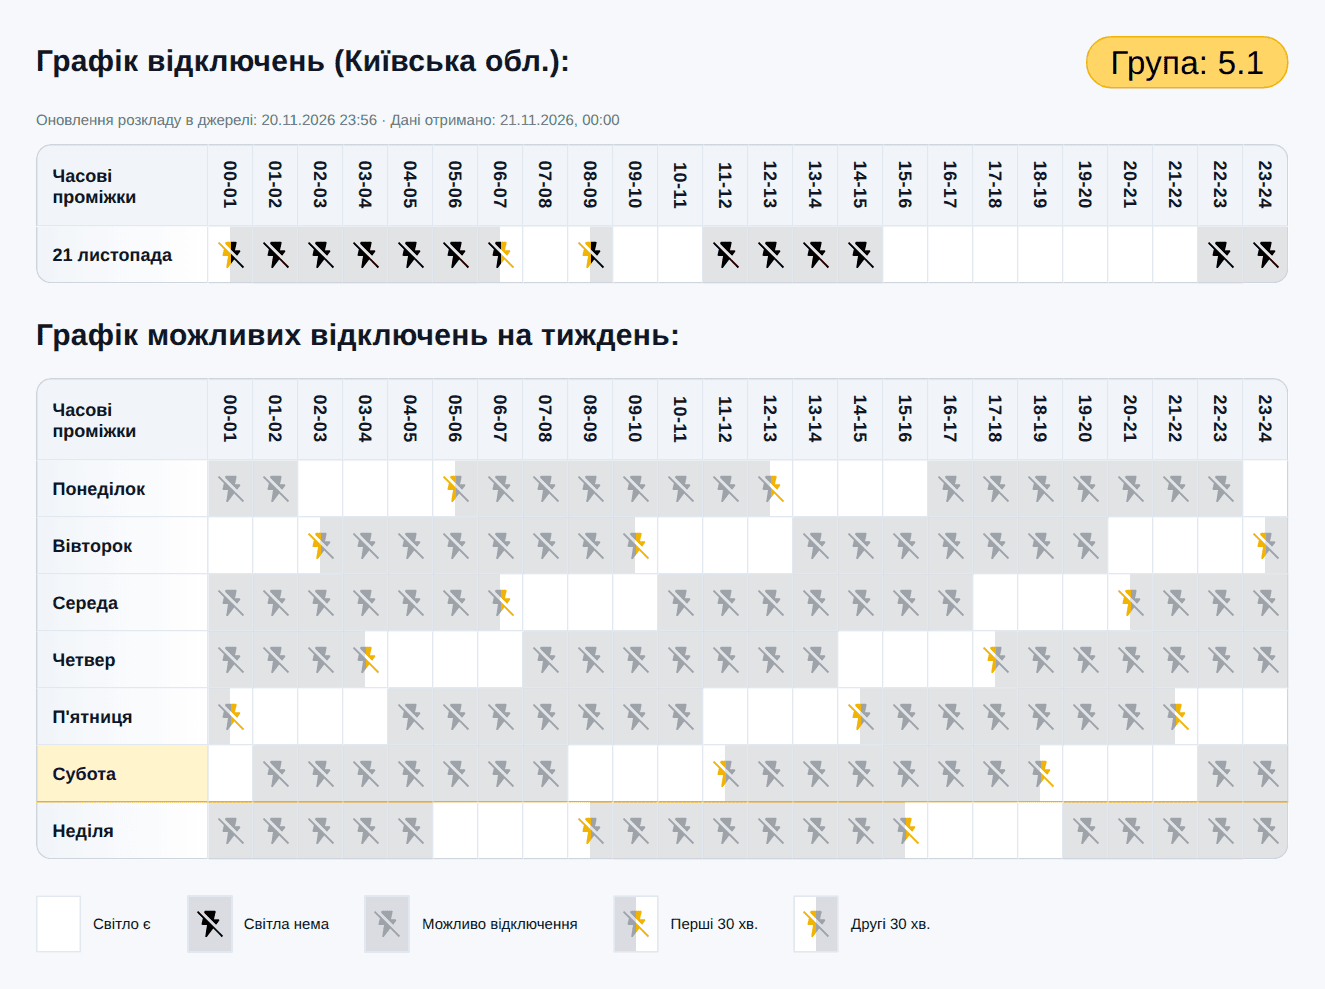 Графік відключень (Київська обл.):
Група: 5.1
Оновлення розкладу в джерелі: 20.11.2026 23:56 · Дані отримано: 21.11.2026, 00:00
Часові
проміжки
00-01 01-02 02-03 03-04 04-05 05-06 06-07 07-08 08-09 09-10 10-11 11-12 12-13 13-14 14-15 15-16 16-17 17-18 18-19 19-20 20-21 21-22 22-23 23-24
21 листопада
Графік можливих відключень на тиждень:
Часові
проміжки
00-01 01-02 02-03 03-04 04-05 05-06 06-07 07-08 08-09 09-10 10-11 11-12 12-13 13-14 14-15 15-16 16-17 17-18 18-19 19-20 20-21 21-22 22-23 23-24
Понеділок
Вівторок
Середа
Четвер
П'ятниця
Субота
Неділя
Світло є
Світла нема
Можливо відключення
Перші 30 хв.
Другі 30 хв.